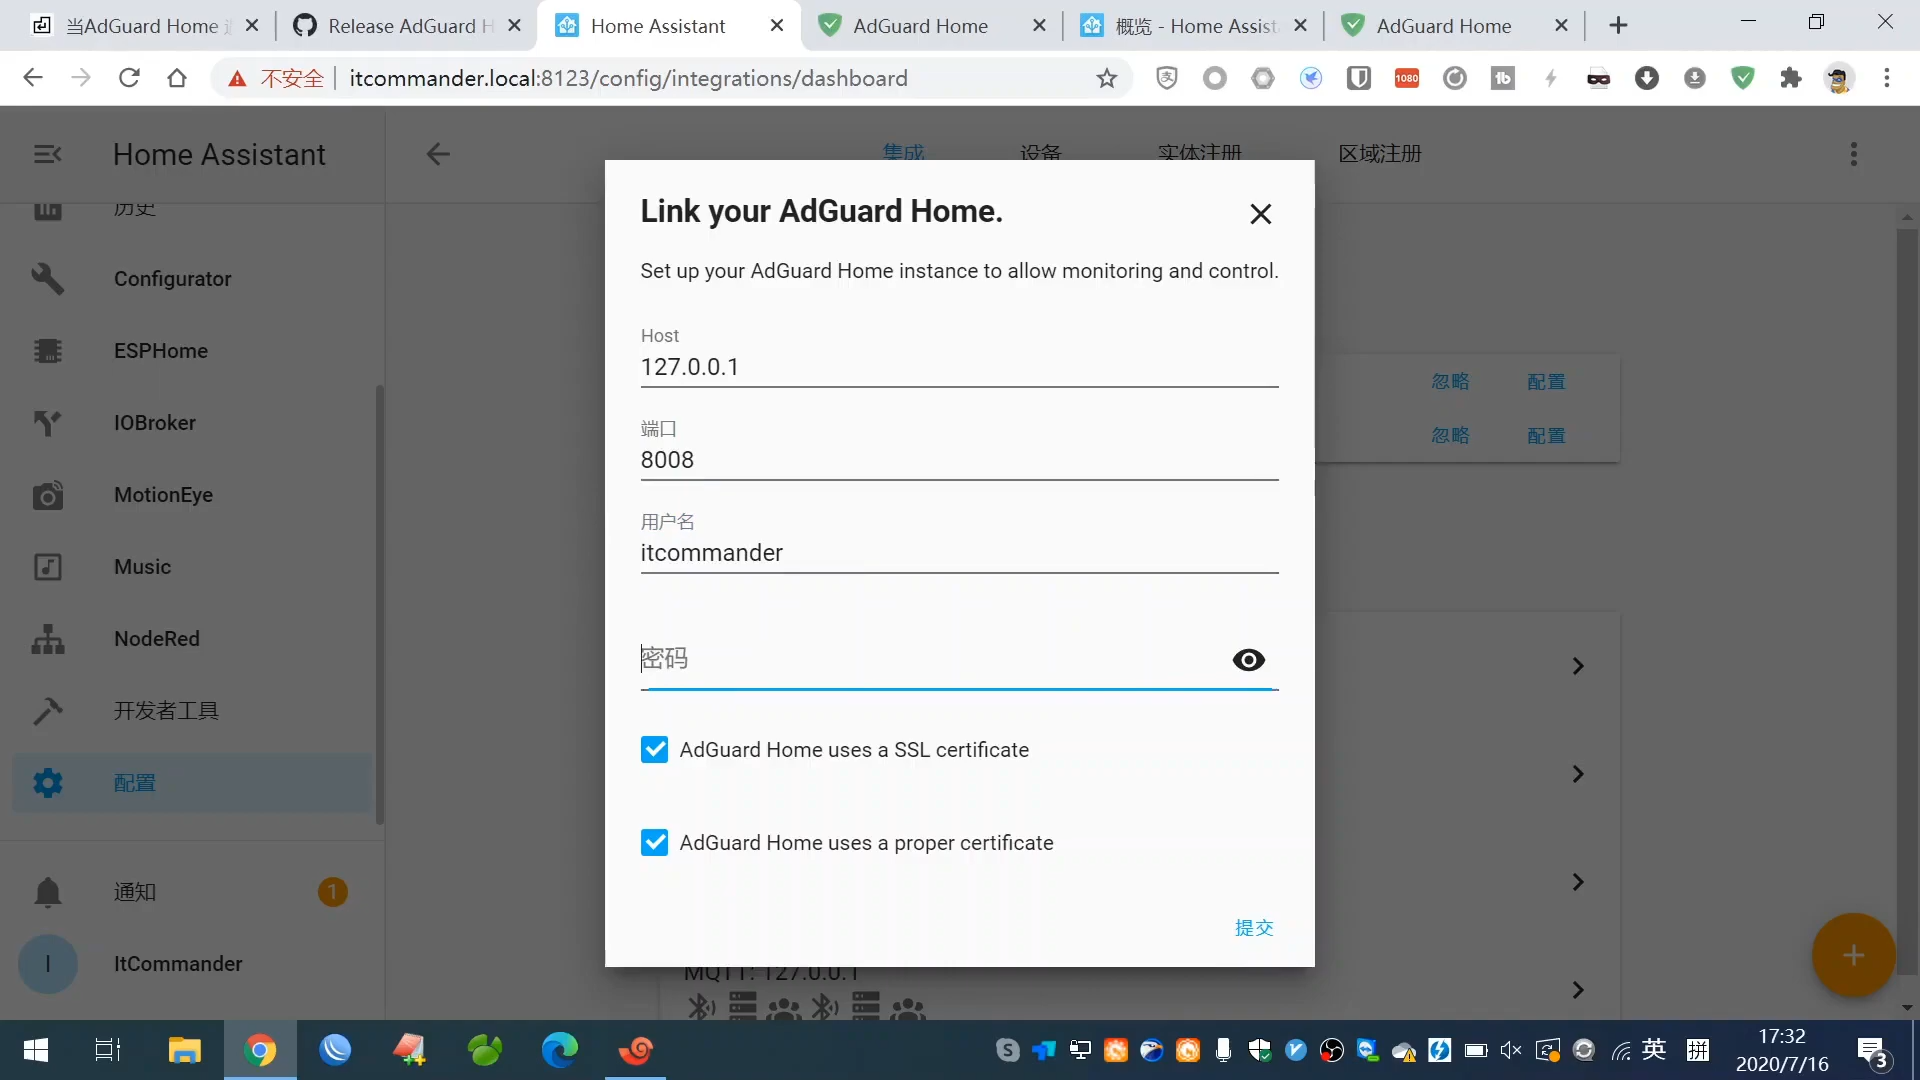 当AdGuard Home
Release AdGuard H
Home Assistant
AdGuard Home
概览 - Home Assist
AdGuard Home
不安全
itcommander.local:8123/config/integrations/dashboard
1080
tb
Home Assistant
集成
设备
实体注册
区域注册
历史
Configurator
ESPHome
IOBroker
MotionEye
Music
NodeRed
开发者工具
配置
通知
1
I
ItCommander
Link your AdGuard Home.
Set up your AdGuard Home instance to allow monitoring and control.
Host
127.0.0.1
端口
8008
用户名
itcommander
密码
AdGuard Home uses a SSL certificate
AdGuard Home uses a proper certificate
提交
忽略
配置
忽略
配置
MQTT: 127.0.0.1
英
拼
17:32
2020/7/16
3